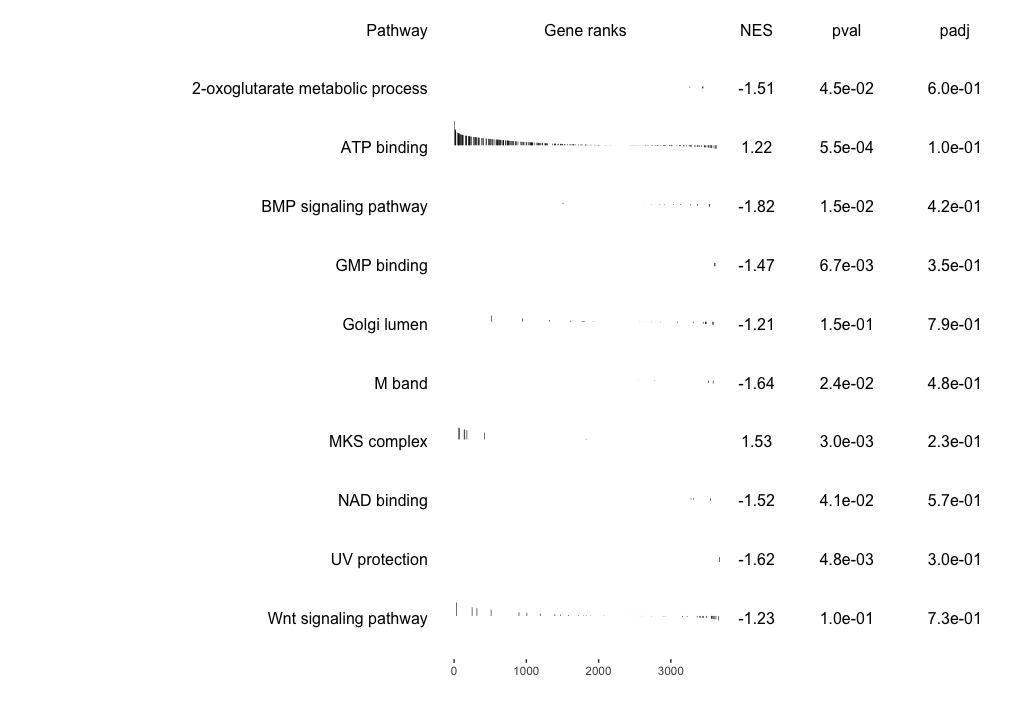 Pathway Gene ranks NES pval padj
2-oxoglutarate metabolic process -1.51 4.5e-02 6.0e-01
ATP binding 1.22 5.5e-04 1.0e-01
BMP signaling pathway -1.82 1.5e-02 4.2e-01
GMP binding -1.47 6.7e-03 3.5e-01
Golgi lumen -1.21 1.5e-01 7.9e-01
M band -1.64 2.4e-02 4.8e-01
MKS complex 1.53 3.0e-03 2.3e-01
NAD binding -1.52 4.1e-02 5.7e-01
UV protection -1.62 4.8e-03 3.0e-01
Wnt signaling pathway -1.23 1.0e-01 7.3e-01
0 1000 2000 3000